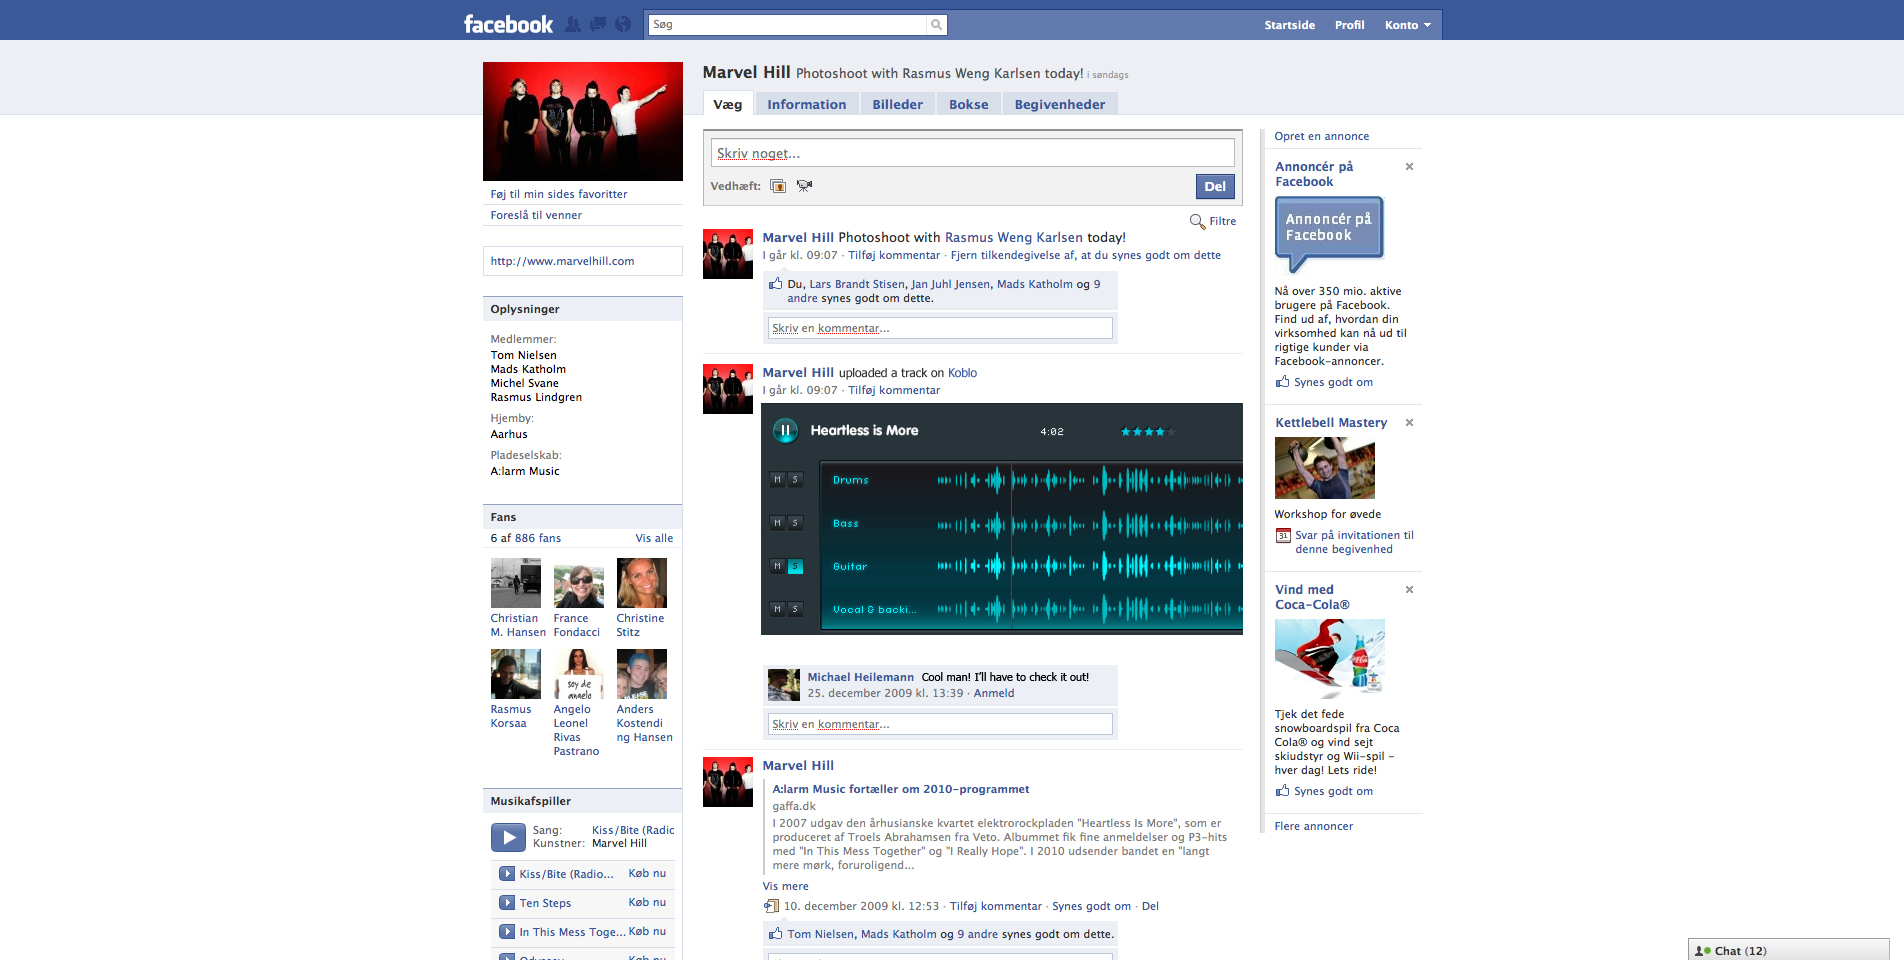 facebook
Søg
Startside Profil Konto
Marvel Hill Photoshoot with Rasmus Weng Karlsen today! i søndags
Væg Information Billeder Bokse Begivenheder
Føj til min sides favoritter
Foreslå til venner
http://www.marvelhill.com
Oplysninger
Medlemmer:
Tom Nielsen
Mads Katholm
Michel Svane
Rasmus Lindgren
Hjemby:
Aarhus
Pladeselskab:
A:larm Music
Fans
6 af 886 fans Vis alle
Christian
M. Hansen
France
Fondacci
Christine
Stitz
soy de
angelo
Rasmus
Korsaa
Angelo
Leonel
Rivas
Pastrano
Anders
Kostendi
ng Hansen
Musikafspiller
Sang: Kiss/Bite (Radio
Kunstner: Marvel Hill
Kiss/Bite (Radio... Køb nu
Ten Steps Køb nu
In This Mess Toge... Køb nu
Odyssey Køb nu
Skriv noget...
Vedhæft:
Del
Filtre
Marvel Hill Photoshoot with Rasmus Weng Karlsen today!
I går kl. 09:07 · Tilføj kommentar · Fjern tilkendegivelse af, at du synes godt om dette
Du, Lars Brandt Stisen, Jan Juhl Jensen, Mads Katholm og 9
andre synes godt om dette.
Skriv en kommentar...
Marvel Hill uploaded a track on Koblo
I går kl. 09:07 · Tilføj kommentar
Heartless is More 4:02
M S Drums
M S Bass
M S Guitar
M S Vocal & backi...
Michael Heilemann Cool man! I'll have to check it out!
25. december 2009 kl. 13:39 · Anmeld
Skriv en kommentar...
Marvel Hill
A:larm Music fortæller om 2010-programmet
gaffa.dk
I 2007 udgav den århusianske kvartet elektrorockpladen "Heartless Is More", som er
produceret af Troels Abrahamsen fra Veto. Albummet fik fine anmeldelser og P3-hits
med "In This Mess Together" og "I Really Hope". I 2010 udsender bandet en "langt
mere mørk, foruroligend...
Vis mere
10. december 2009 kl. 12:53 · Tilføj kommentar · Synes godt om · Del
Tom Nielsen, Mads Katholm og 9 andre synes godt om dette.
Opret en annonce
Annoncér på
Facebook
Annoncér på
Facebook
Nå over 350 mio. aktive
brugere på Facebook.
Find ud af, hvordan din
virksomhed kan nå ud til
rigtige kunder via
Facebook-annoncer.
Synes godt om
Kettlebell Mastery
Workshop for øvede
31 Svar på invitationen til
denne begivenhed
Vind med
Coca-Cola®
Tjek det fede
snowboardspil fra Coca
Cola® og vind sejt
skiudstyr og Wii-spil -
hver dag! Lets ride!
Synes godt om
Flere annoncer
Chat (12)